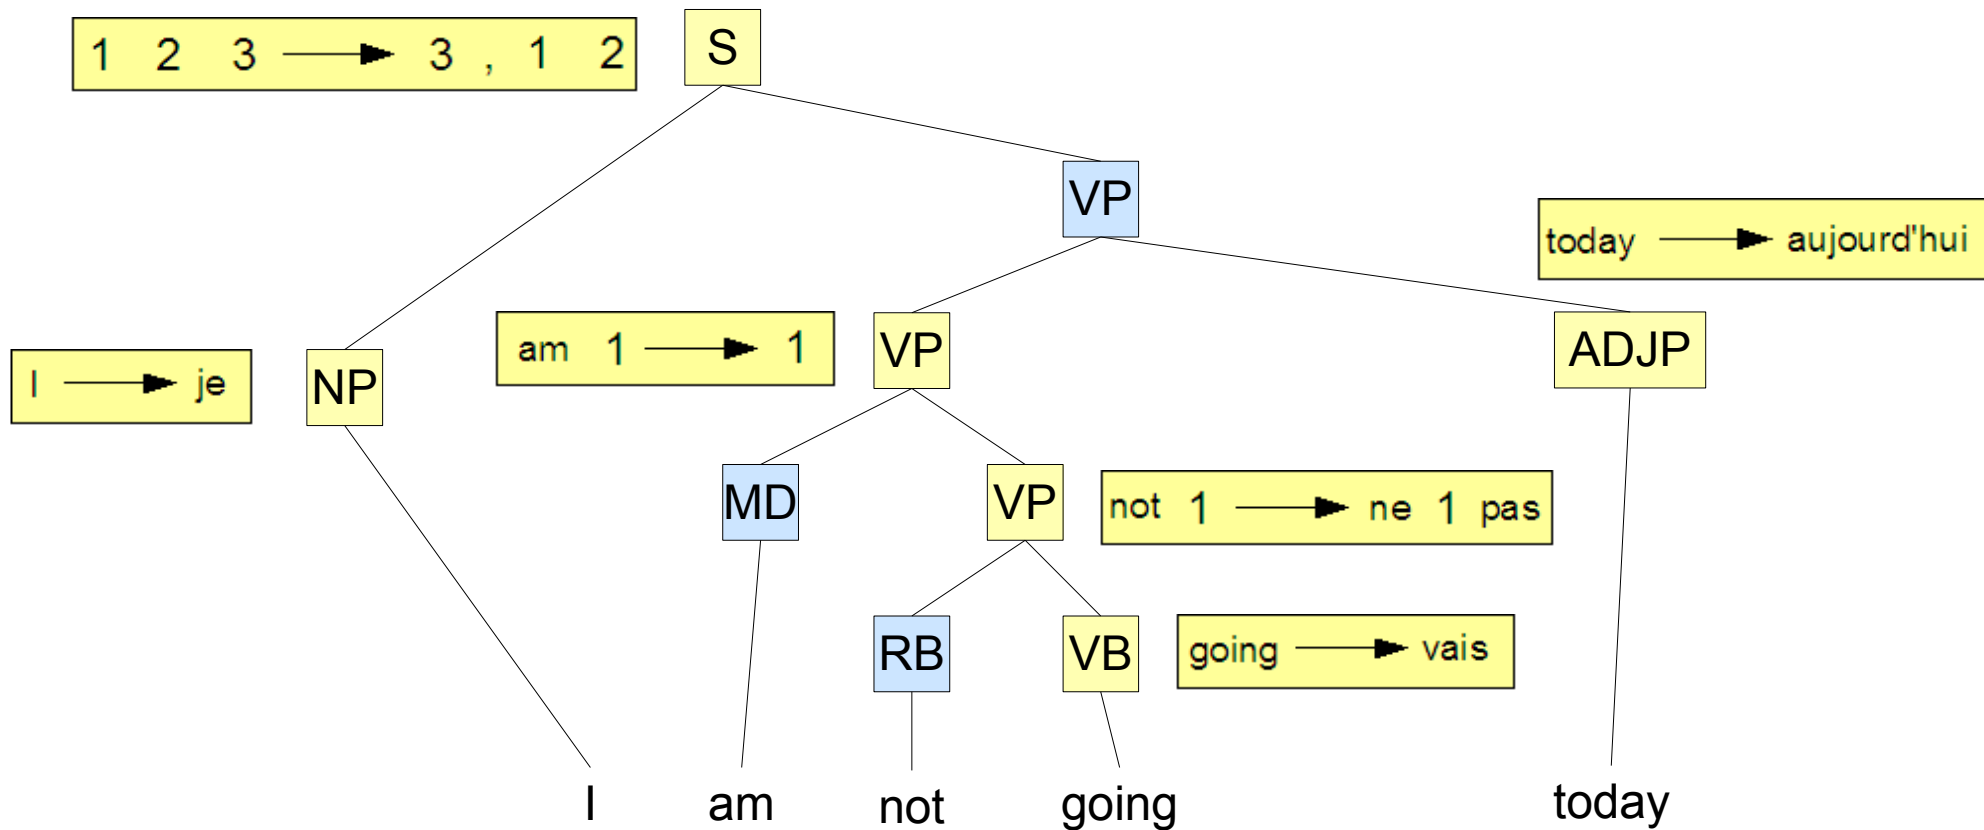 1 2 3 → 3 , 1 2
S
VP
today → aujourd'hui
I → je
NP
am 1 → 1
VP
ADJP
MD
VP
not 1 → ne 1 pas
RB
VB
going → vais
I am not going today